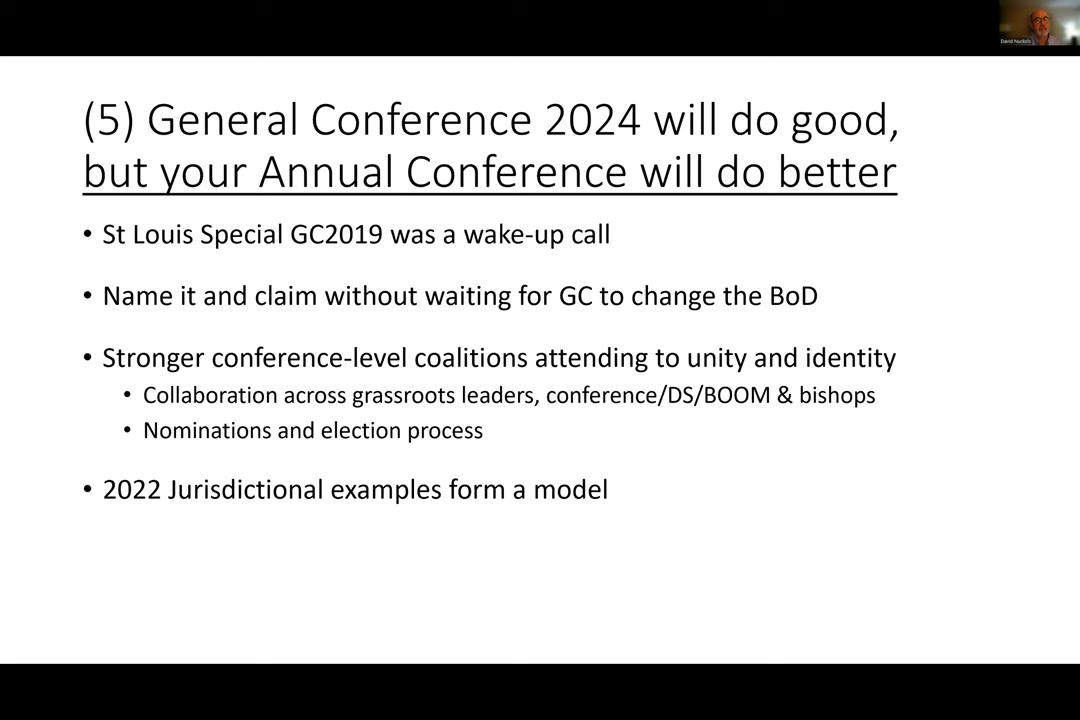 David Nuckols
(5) General Conference 2024 will do good,
but your Annual Conference will do better
• St Louis Special GC2019 was a wake-up call
• Name it and claim without waiting for GC to change the BoD
• Stronger conference-level coalitions attending to unity and identity
• Collaboration across grassroots leaders, conference/DS/BOOM & bishops
• Nominations and election process
• 2022 Jurisdictional examples form a model